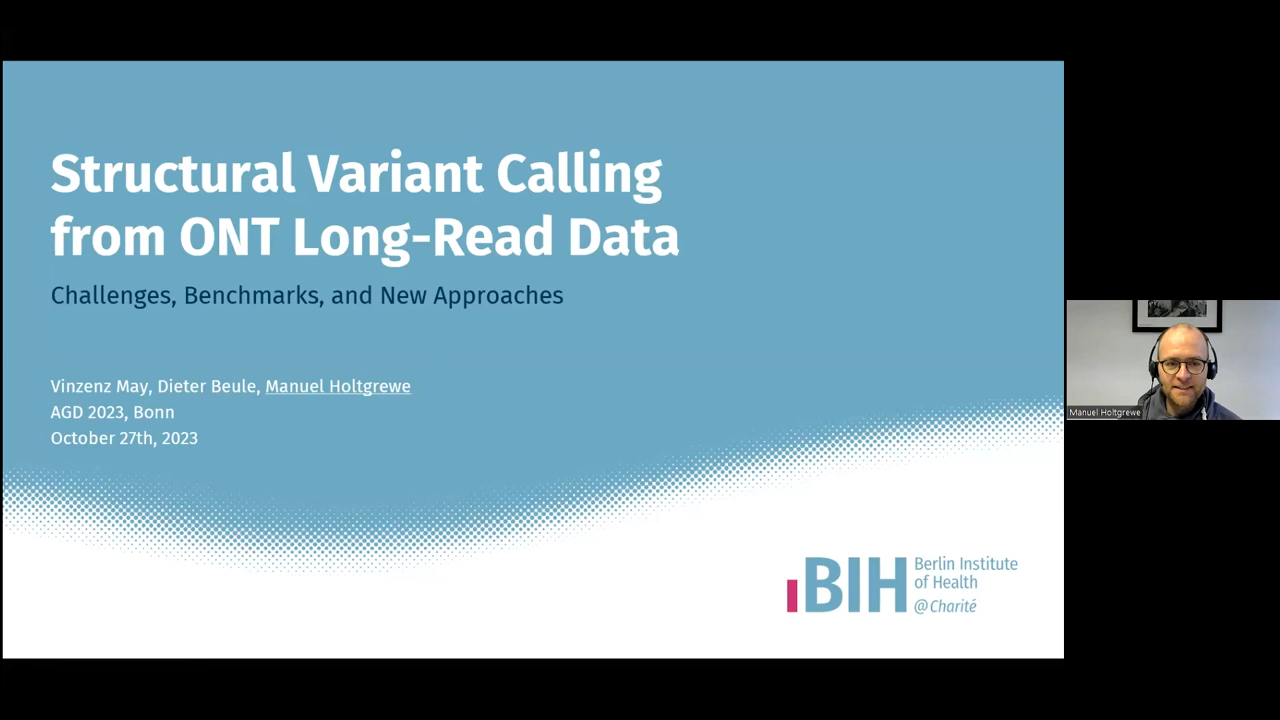 Structural Variant Calling
from ONT Long-Read Data
Challenges, Benchmarks, and New Approaches
Vinzenz May, Dieter Beule, Manuel Holtgrewe
AGD 2023, Bonn
October 27th, 2023
BIH
Berlin Institute
of Health
@Charité
Manuel Holtgrewe